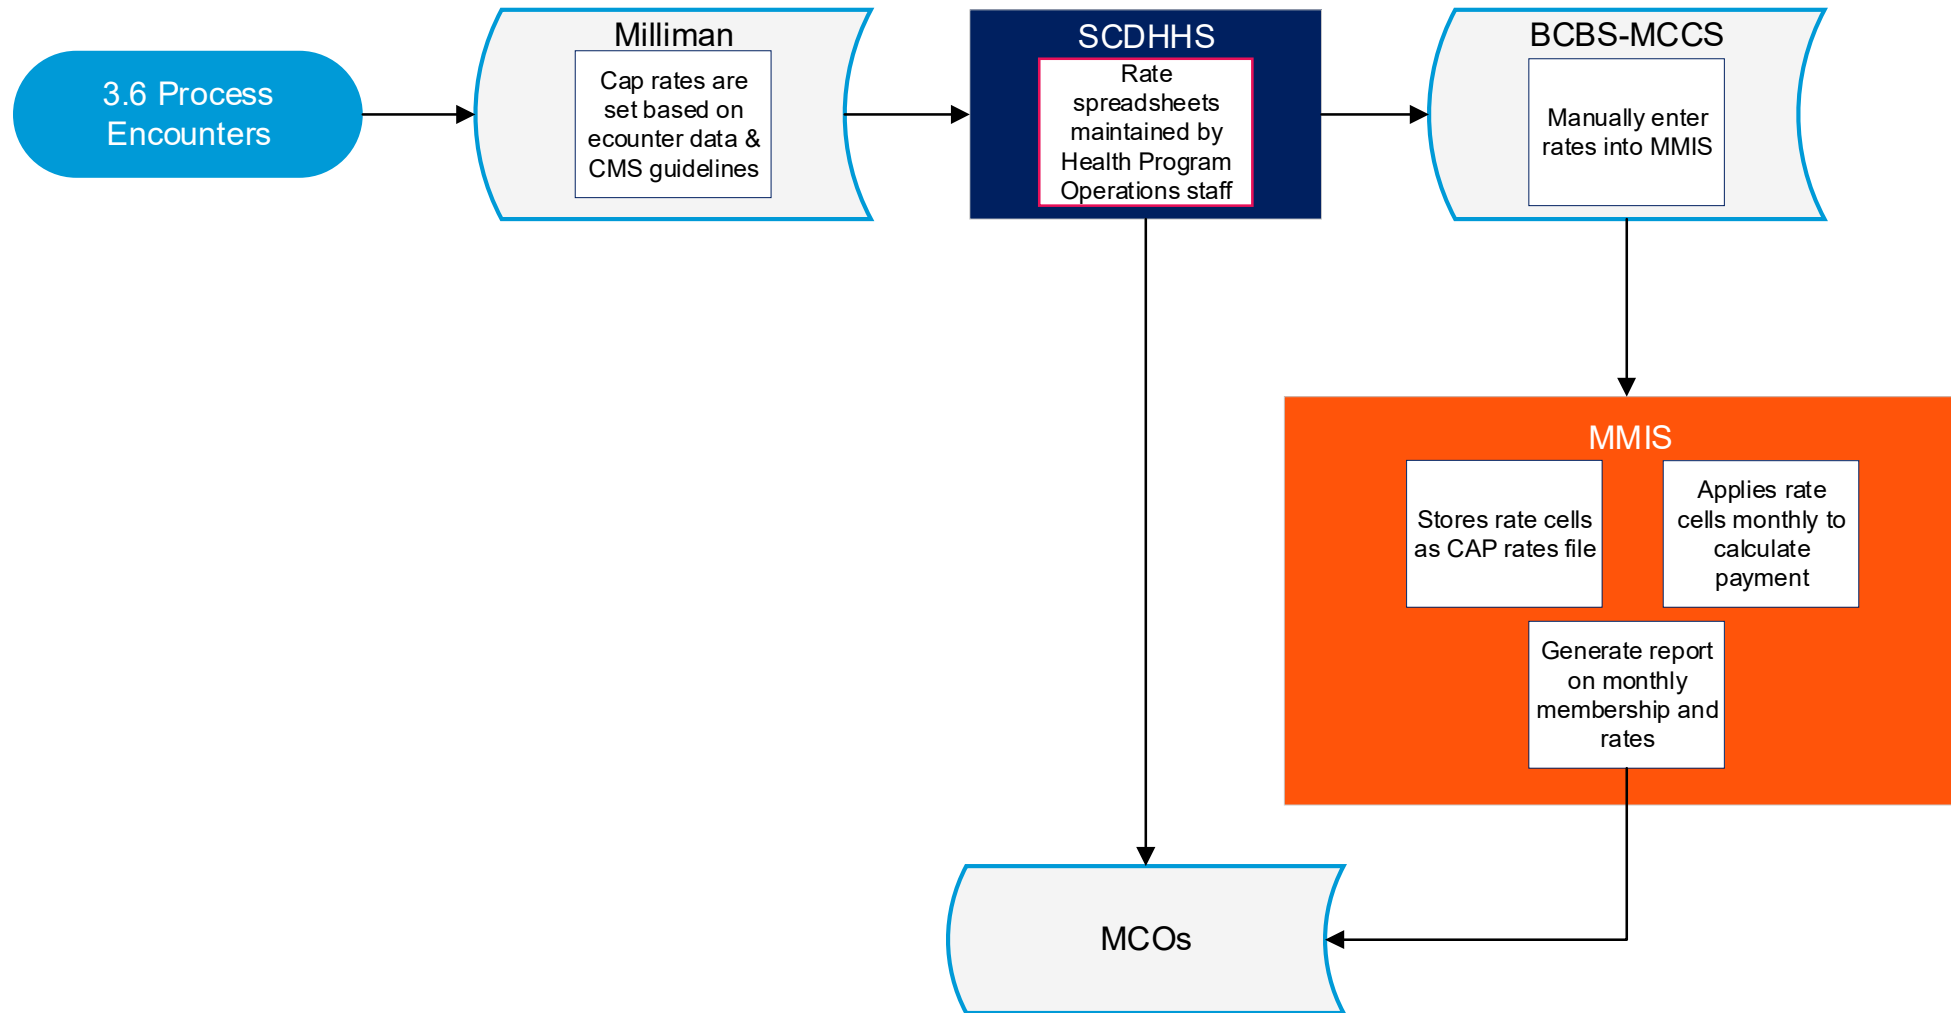 3.6 Process
Encounters
Milliman
Cap rates are
set based on
ecounter data &
CMS guidelines
SCDHHS
Rate
spreadsheets
maintained by
Health Program
Operations staff
BCBS-MCCS
Manually enter
rates into MMIS
MMIS
Stores rate cells
as CAP rates file
Applies rate
cells monthly to
calculate
payment
Generate report
on monthly
membership and
rates
MCOs